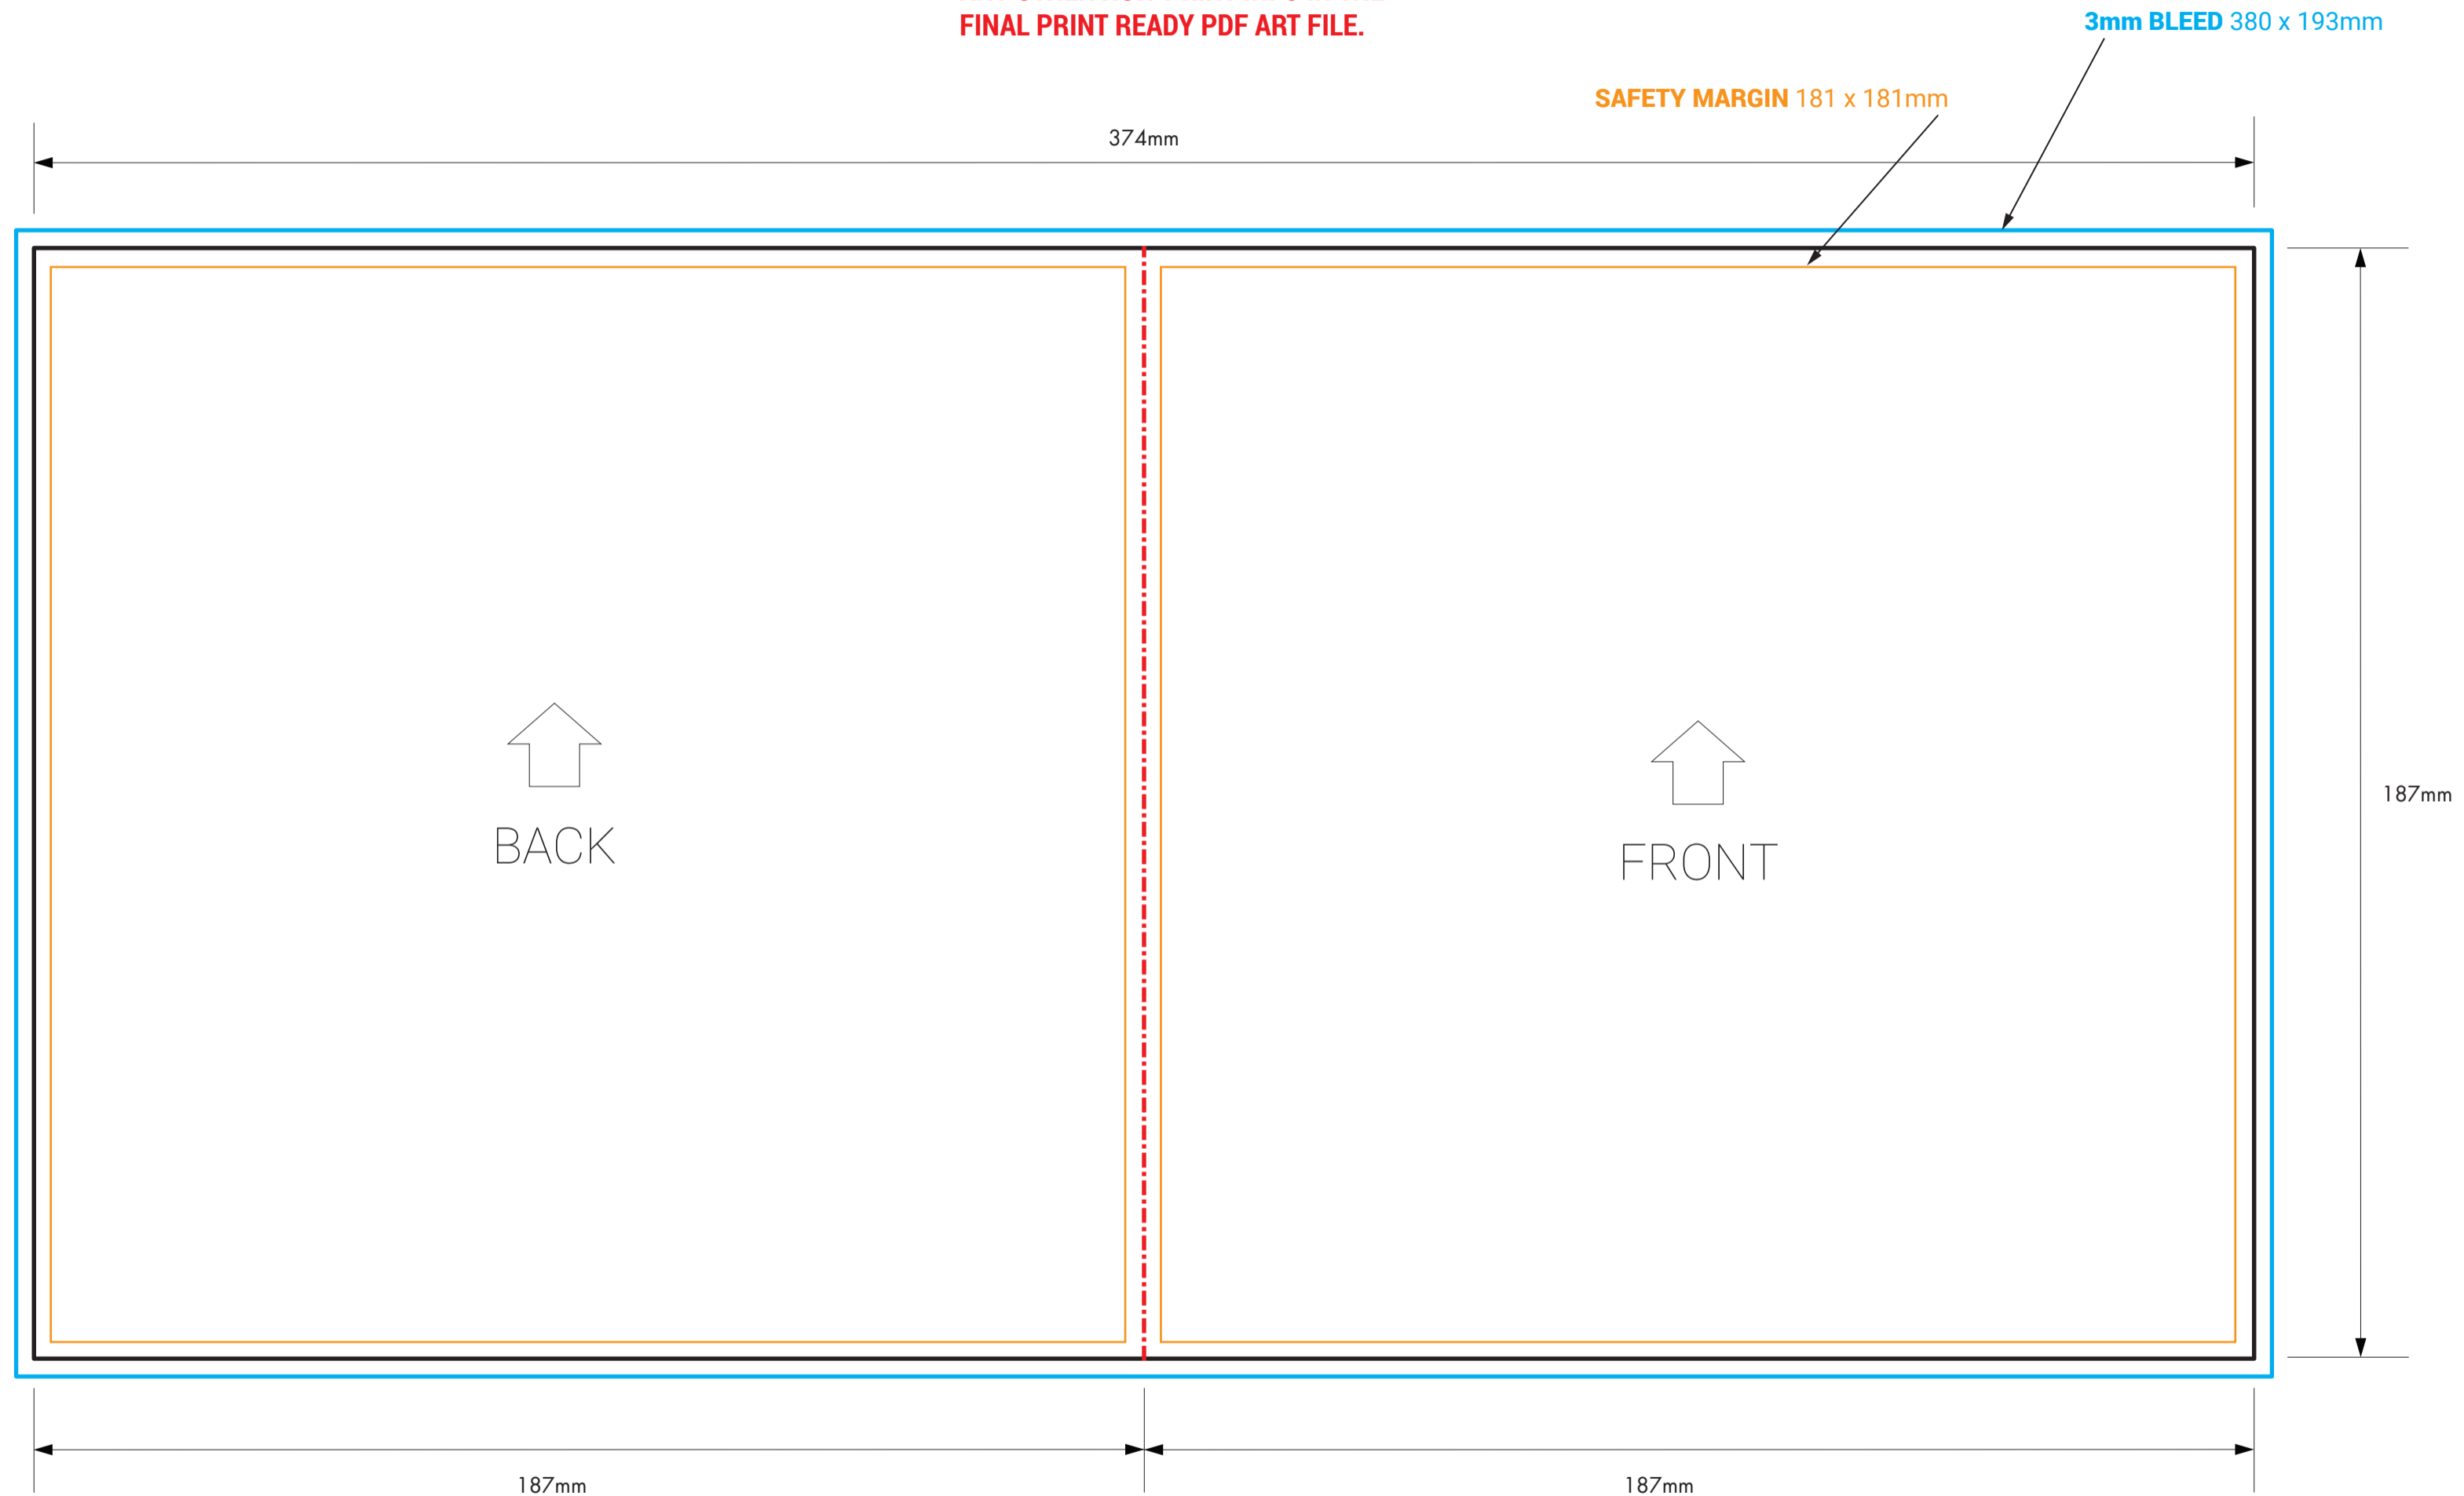 FINAL PRINT READY PDF ART FILE.
3mm BLEED 380 x 193mm
SAFETY MARGIN 181 x 181mm
374mm
187mm
BACK
FRONT
187mm
187mm